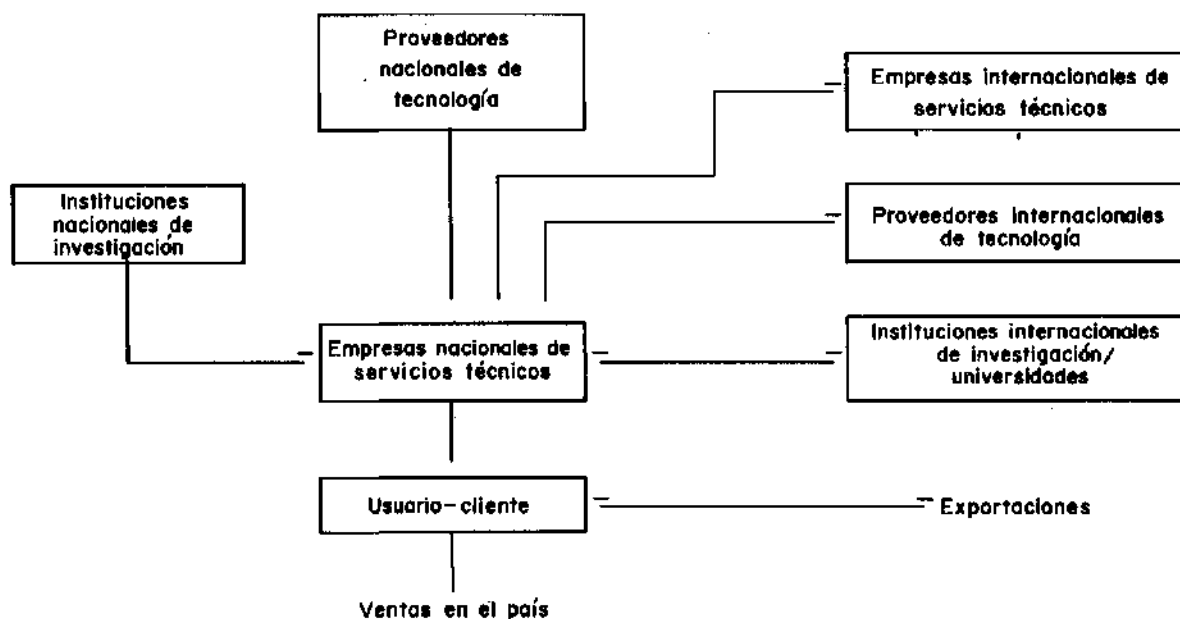 Proveedores
nacionales de
tecnología
Empresas internacionales de
servicios técnicos
Instituciones
nacionales de
investigación
Proveedores internacionales
de tecnología
Empresas nacionales de
servicios técnicos
Instituciones internacionales
de investigación/
universidades
Usuario-cliente
Exportaciones
Ventas en el país